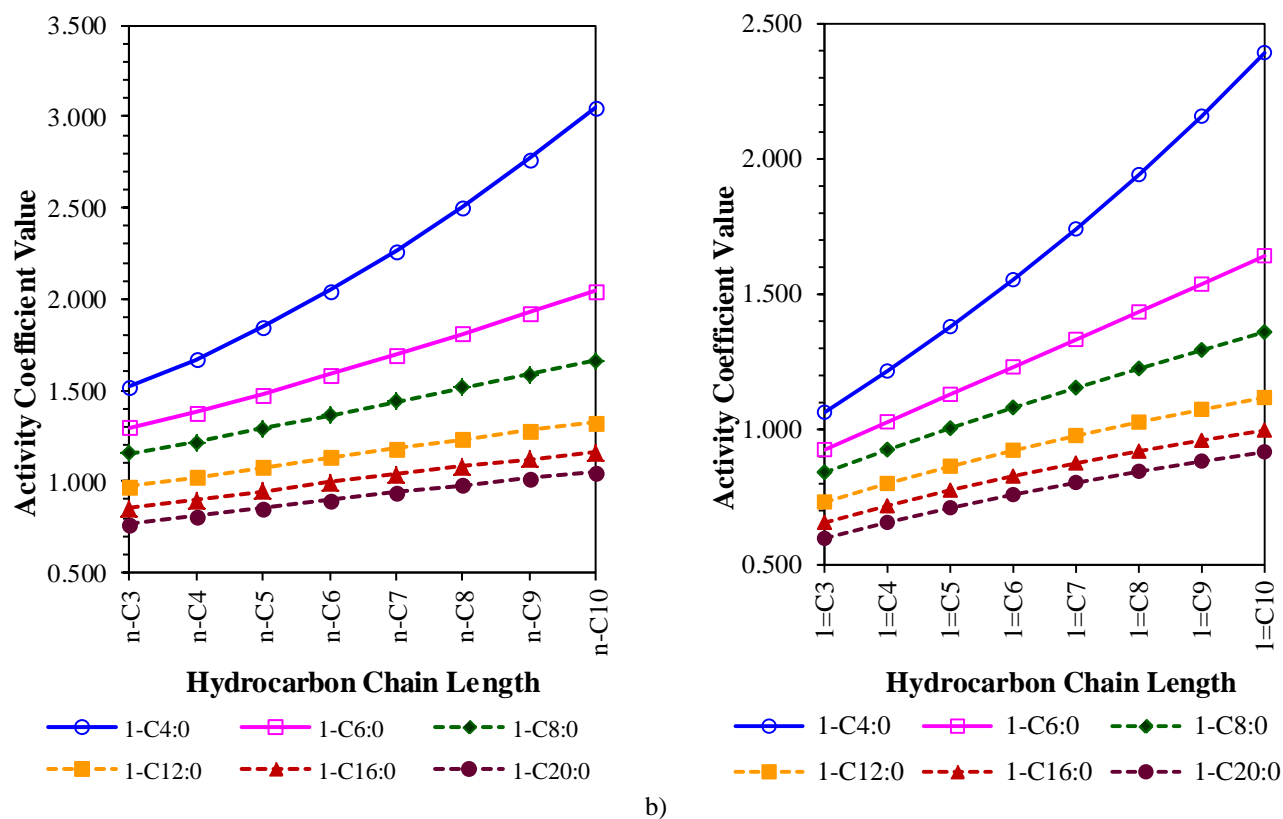 3.500
3.000
2.500
2.000
1.500
1.000
0.500
Activity Coefficient Value
n-C3
n-C4
n-C5
n-C6
n-C7
n-C8
n-C9
n-C10
Hydrocarbon Chain Length
1-C4:0 1-C6:0 1-C8:0
1-C12:0 1-C16:0 1-C20:0
2.500
2.000
1.500
1.000
0.500
Activity Coefficient Value
1=C3
1=C4
1=C5
1=C6
1=C7
1=C8
1=C9
1=C10
Hydrocarbon Chain Length
1-C4:0 1-C6:0 1-C8:0
1-C12:0 1-C16:0 1-C20:0
b)